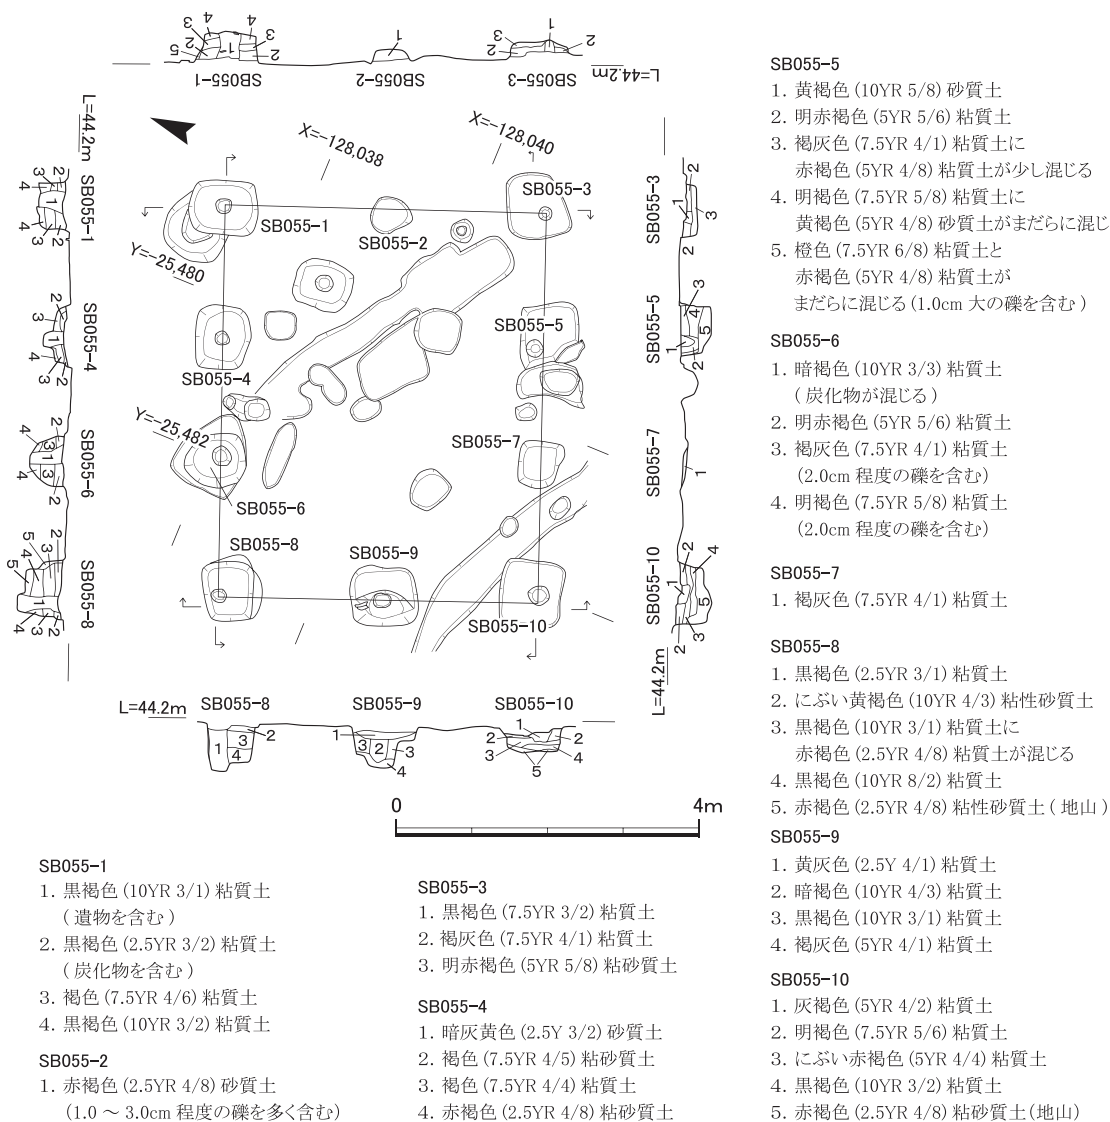 SB055-1
SB055-2
SB055-3
L=44.2m
L=44.2m
X=-128,038
X=-128,040
Y=-25,480
Y=-25,482
SB055-1
SB055-2
SB055-3
SB055-4
SB055-5
SB055-6
SB055-7
SB055-8
SB055-9
SB055-10
SB055-1
SB055-4
SB055-6
SB055-8
SB055-3
SB055-5
SB055-7
SB055-10
L=44.2m
L=44.2m
SB055-8
SB055-9
SB055-10
0
4m
SB055-1
1. 黒褐色 (10YR 3/1) 粘質土
( 遺物を含む )
2. 黒褐色 (2.5YR 3/2) 粘質土
( 炭化物を含む )
3. 褐色 (7.5YR 4/6) 粘質土
4. 黒褐色 (10YR 3/2) 粘質土
SB055-2
1. 赤褐色 (2.5YR 4/8) 砂質土
(1.0 ～ 3.0cm 程度の礫を多く含む)
SB055-3
1. 黒褐色 (7.5YR 3/2) 粘質土
2. 褐灰色 (7.5YR 4/1) 粘質土
3. 明赤褐色 (5YR 5/8) 粘砂質土
SB055-4
1. 暗灰黄色 (2.5Y 3/2) 砂質土
2. 褐色 (7.5YR 4/5) 粘砂質土
3. 褐色 (7.5YR 4/4) 粘質土
4. 赤褐色 (2.5YR 4/8) 粘砂質土
SB055-5
1. 黄褐色 (10YR 5/8) 砂質土
2. 明赤褐色 (5YR 5/6) 粘質土
3. 褐灰色 (7.5YR 4/1) 粘質土に
赤褐色 (5YR 4/8) 粘質土が少し混じる
4. 明褐色 (7.5YR 5/8) 粘質土に
黄褐色 (5YR 4/8) 砂質土がまだらに混じ
5. 橙色 (7.5YR 6/8) 粘質土と
赤褐色 (5YR 4/8) 粘質土が
まだらに混じる (1.0cm 大の礫を含む )
SB055-6
1. 暗褐色 (10YR 3/3) 粘質土
( 炭化物が混じる )
2. 明赤褐色 (5YR 5/6) 粘質土
3. 褐灰色 (7.5YR 4/1) 粘質土
(2.0cm 程度の礫を含む)
4. 明褐色 (7.5YR 5/8) 粘質土
(2.0cm 程度の礫を含む)
SB055-7
1. 褐灰色 (7.5YR 4/1) 粘質土
SB055-8
1. 黒褐色 (2.5YR 3/1) 粘質土
2. にぶい黄褐色 (10YR 4/3) 粘性砂質土
3. 黒褐色 (10YR 3/1) 粘質土に
赤褐色 (2.5YR 4/8) 粘質土が混じる
4. 黒褐色 (10YR 8/2) 粘質土
5. 赤褐色 (2.5YR 4/8) 粘性砂質土 ( 地山 )
SB055-9
1. 黄灰色 (2.5Y 4/1) 粘質土
2. 暗褐色 (10YR 4/3) 粘質土
3. 黒褐色 (10YR 3/1) 粘質土
4. 褐灰色 (5YR 4/1) 粘質土
SB055-10
1. 灰褐色 (5YR 4/2) 粘質土
2. 明褐色 (7.5YR 5/6) 粘質土
3. にぶい赤褐色 (5YR 4/4) 粘質土
4. 黒褐色 (10YR 3/2) 粘質土
5. 赤褐色 (2.5YR 4/8) 粘砂質土(地山)